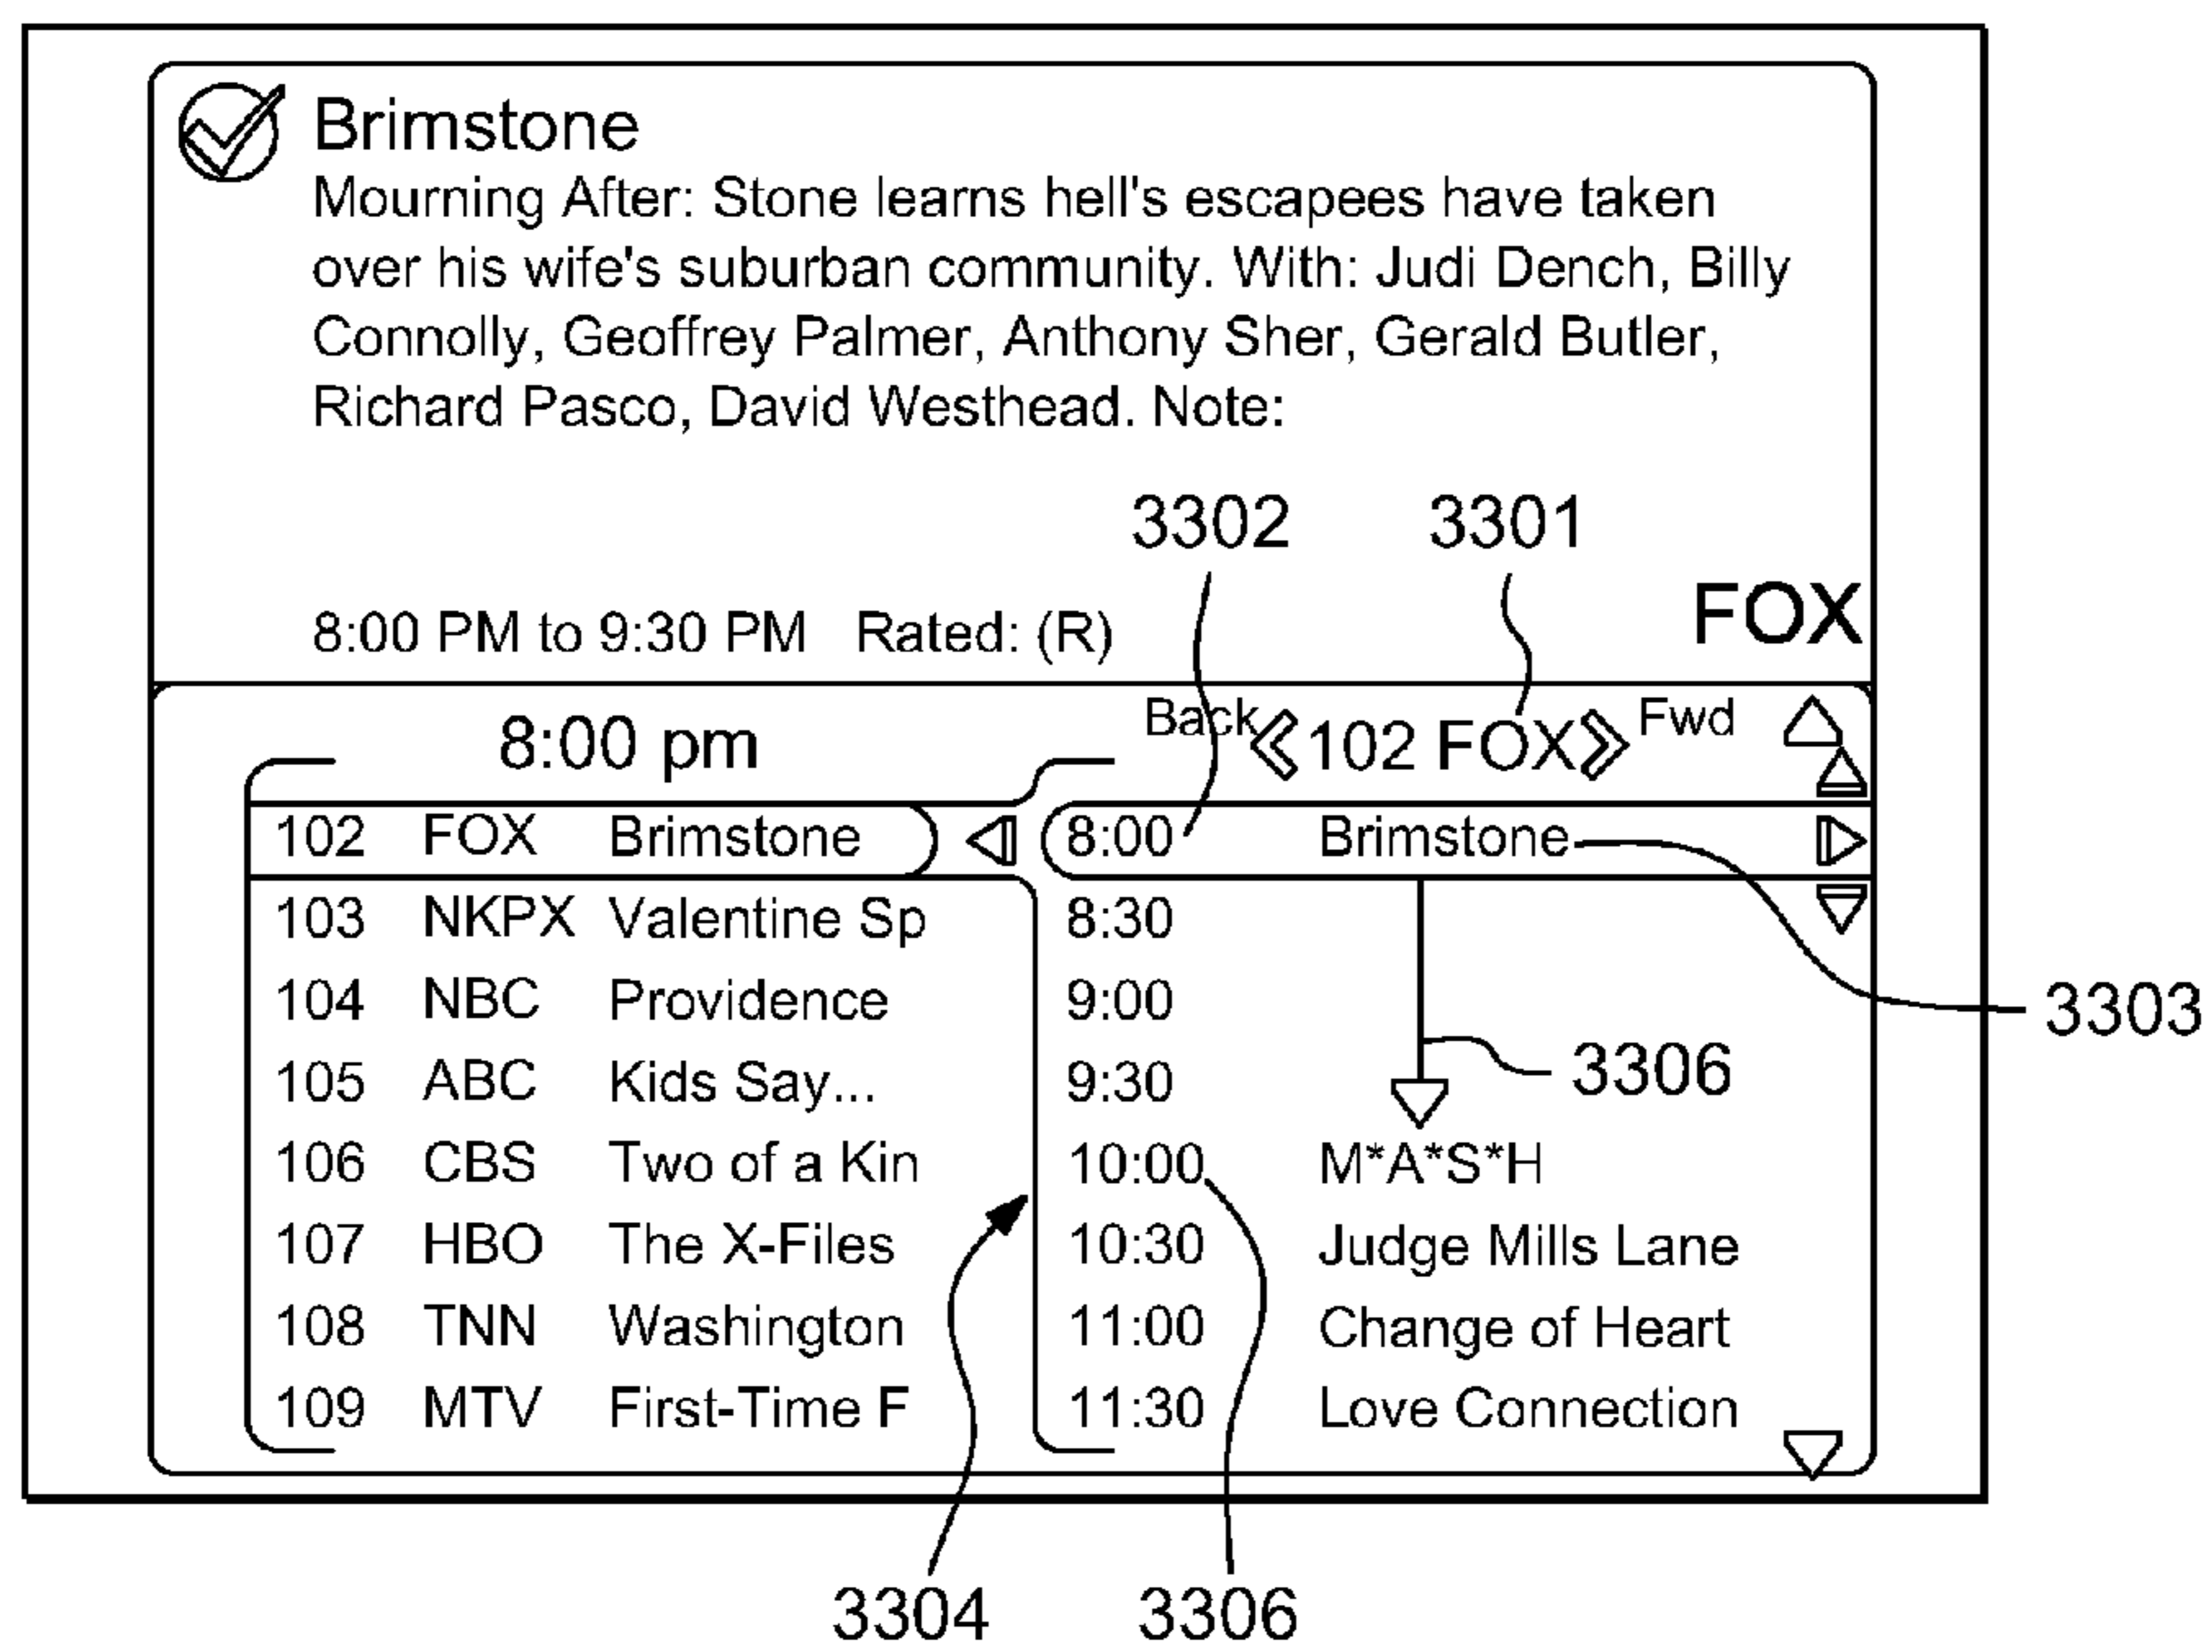 Brimstone
Mourning After: Stone learns hell's escapees have taken
over his wife's suburban community. With: Judi Dench, Billy
Connolly, Geoffrey Palmer, Anthony Sher, Gerald Butler,
Richard Pasco, David Westhead. Note:
3302 3301
8:00 PM to 9:30 PM Rated: (R) FOX
8:00 pm Back 102 FOX Fwd
102 FOX Brimstone 8:00 Brimstone
103 NKPX Valentine Sp 8:30
104 NBC Providence 9:00
3303
105 ABC Kids Say... 9:30
3306
106 CBS Two of a Kin 10:00 M*A*S*H
107 HBO The X-Files 10:30 Judge Mills Lane
108 TNN Washington 11:00 Change of Heart
109 MTV First-Time F 11:30 Love Connection
3304 3306